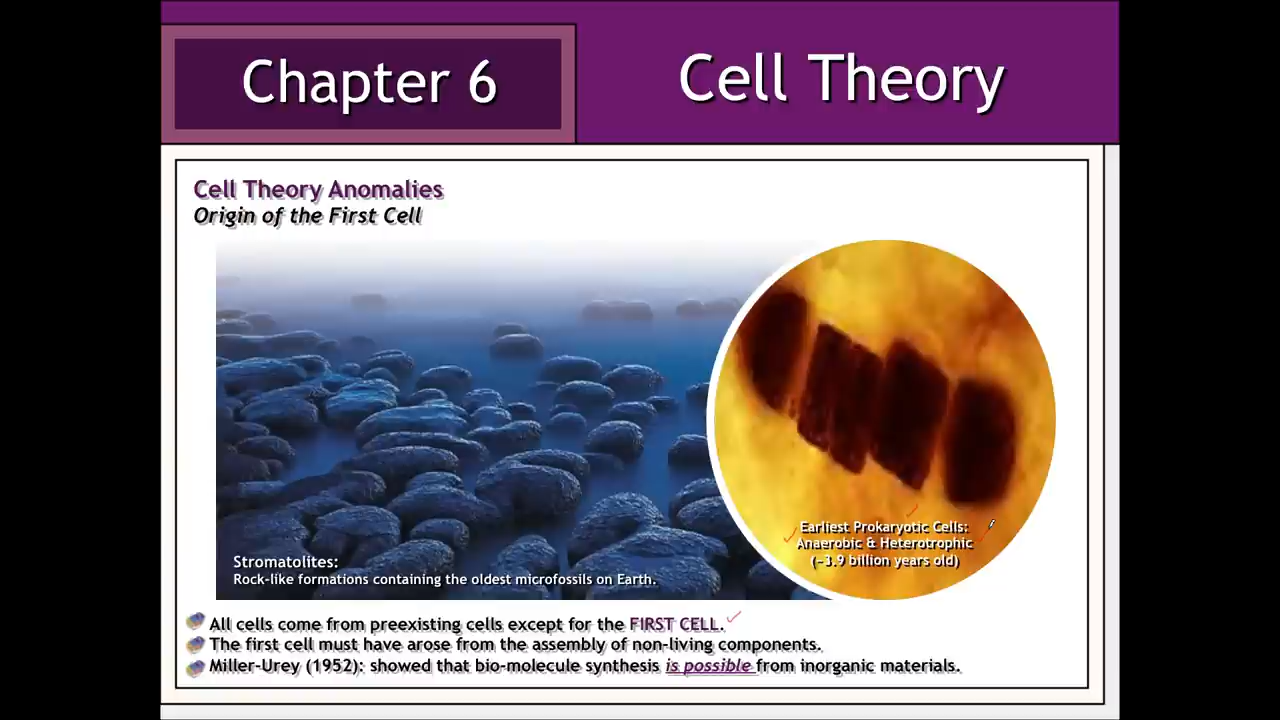 Chapter 6
Cell Theory
Cell Theory Anomalies
Origin of the First Cell
Earliest Prokaryotic Cells:
Anaerobic & Heterotrophic
(~3.9 billion years old)
Stromatolites:
Rock-like formations containing the oldest microfossils on Earth.
All cells come from preexisting cells except for the FIRST CELL.
The first cell must have arose from the assembly of non-living components.
Miller-Urey (1952): showed that bio-molecule synthesis is possible from inorganic materials.